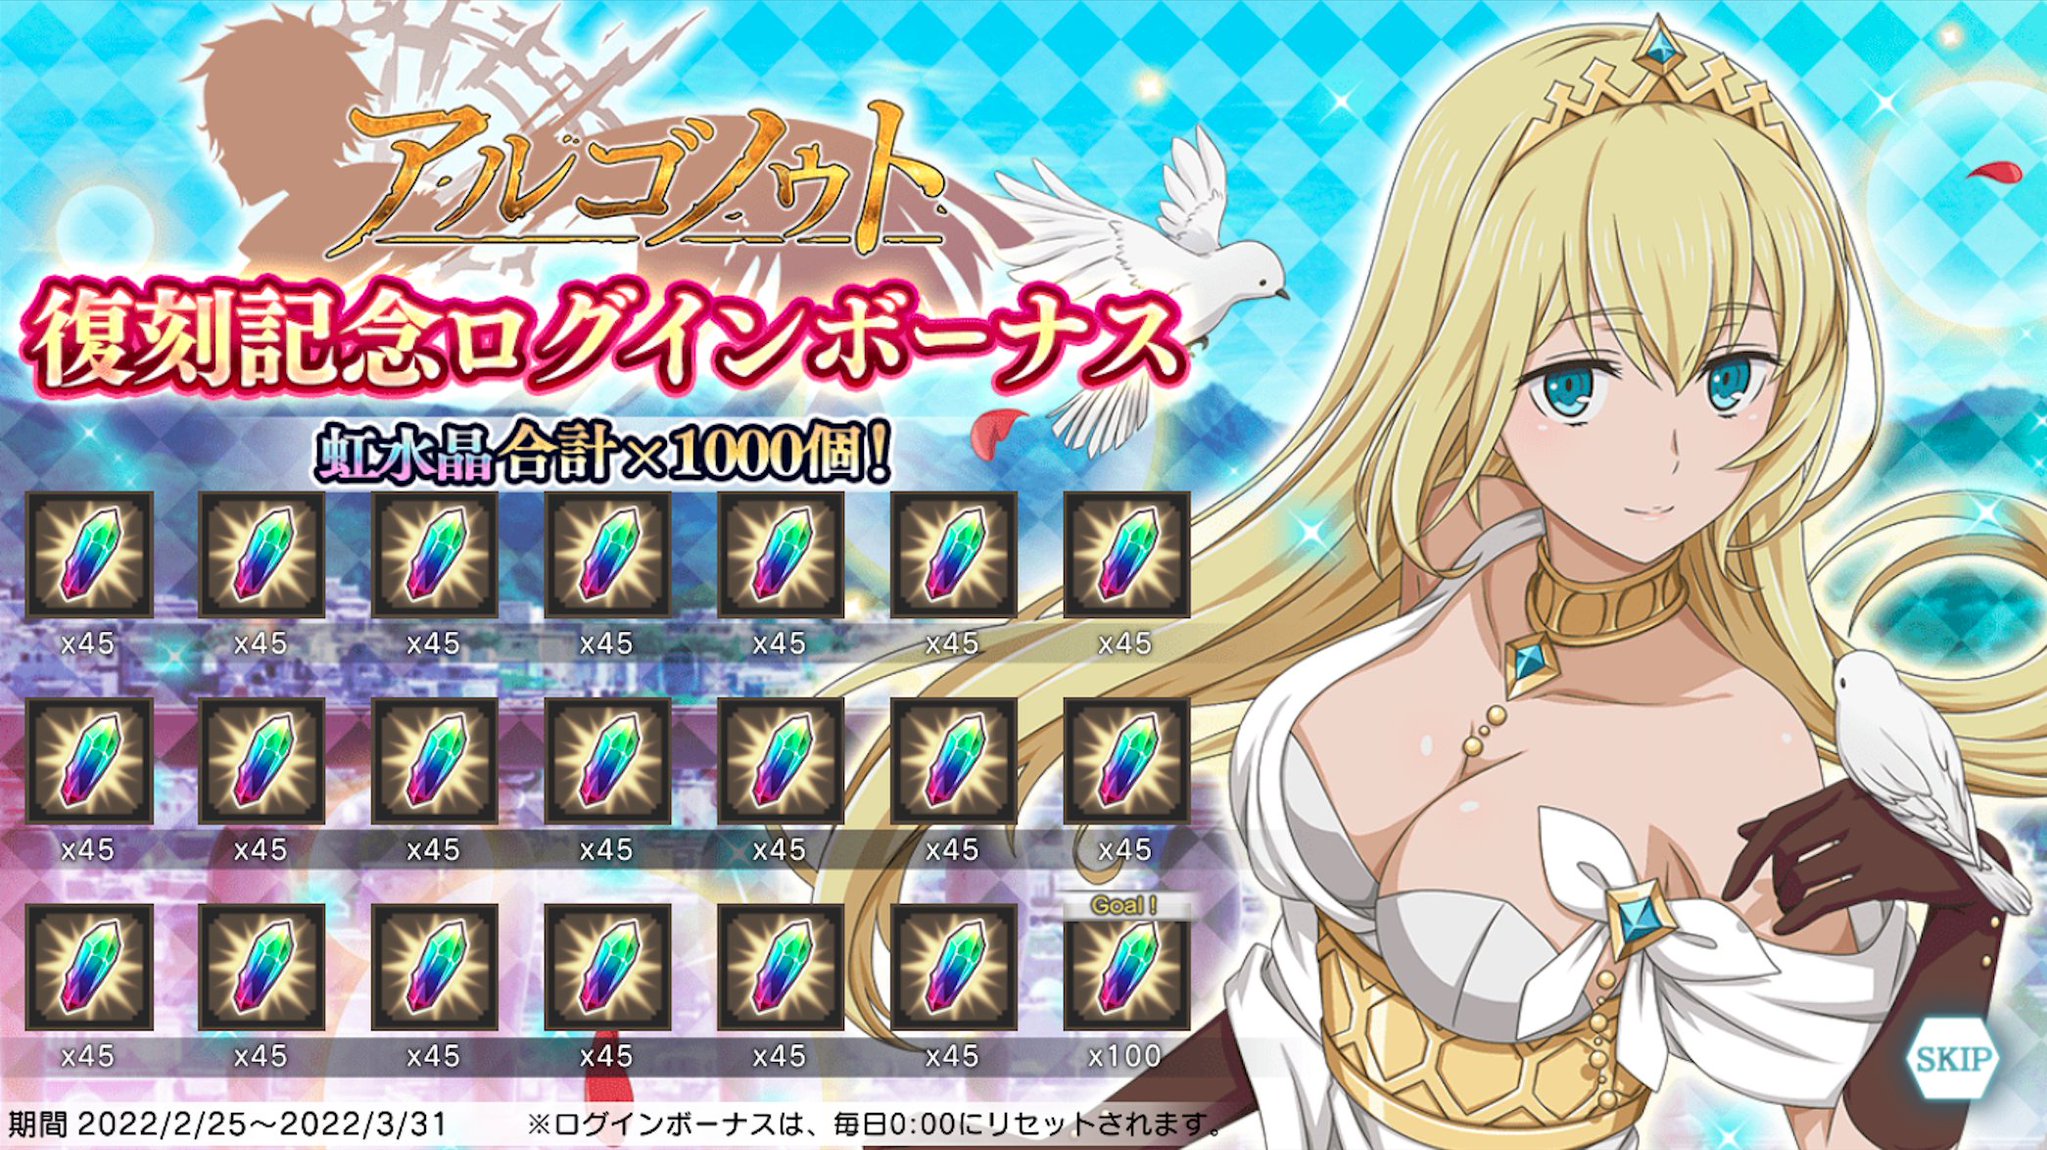 アルゴノゥト
復刻記念ログインボーナス
虹水晶合計×1000個!
x45 x45 x45 x45 x45 x45 x45
x45 x45 x45 x45 x45 x45 x45
Goal !
x45 x45 x45 x45 x45 x45 x100
SKIP
期間 2022/2/25～2022/3/31 ※ログインボーナスは、毎日0:00にリセットされます。